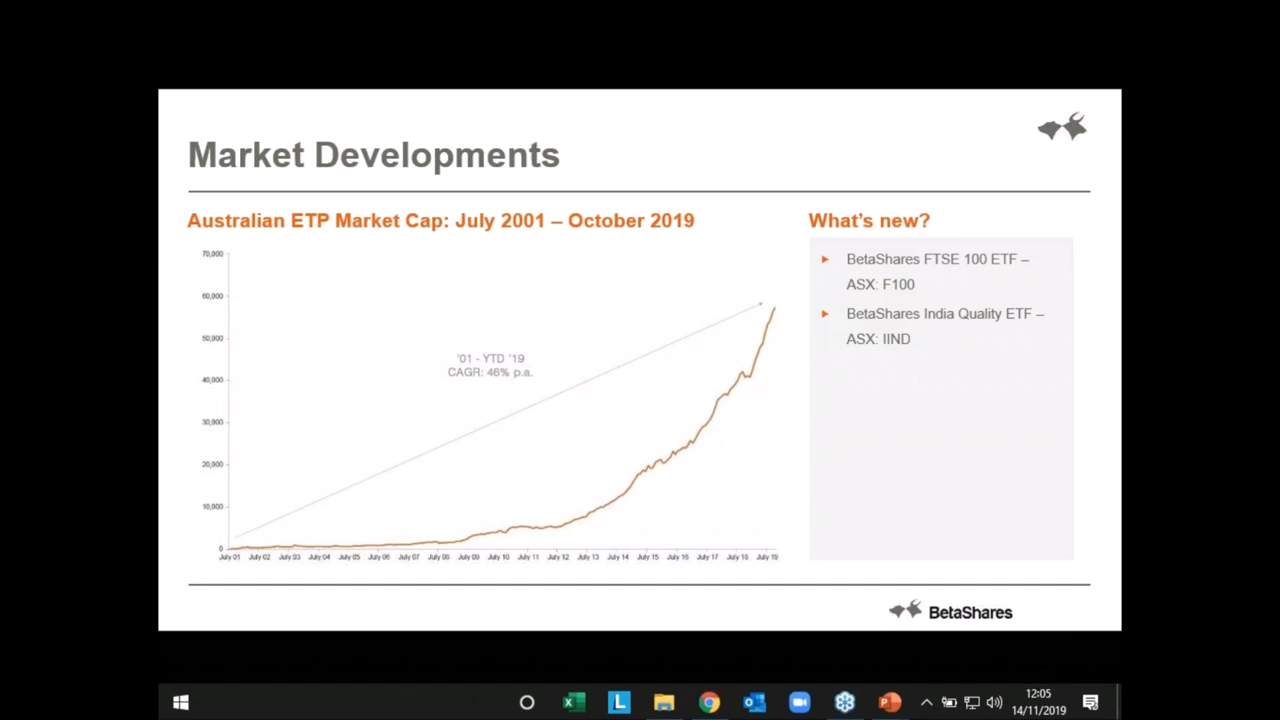 Market Developments
Australian ETP Market Cap: July 2001 – October 2019
What's new?
70,000
60,000
50,000
40,000
30,000
20,000
10,000
0
'01 - YTD '19
CAGR: 46% p.a.
July 01 July 02 July 03 July 04 July 05 July 06 July 07 July 08 July 09 July 10 July 11 July 12 July 13 July 14 July 15 July 16 July 17 July 18 July 19
BetaShares FTSE 100 ETF –
ASX: F100
BetaShares India Quality ETF –
ASX: IIND
BetaShares
12:05
14/11/2019